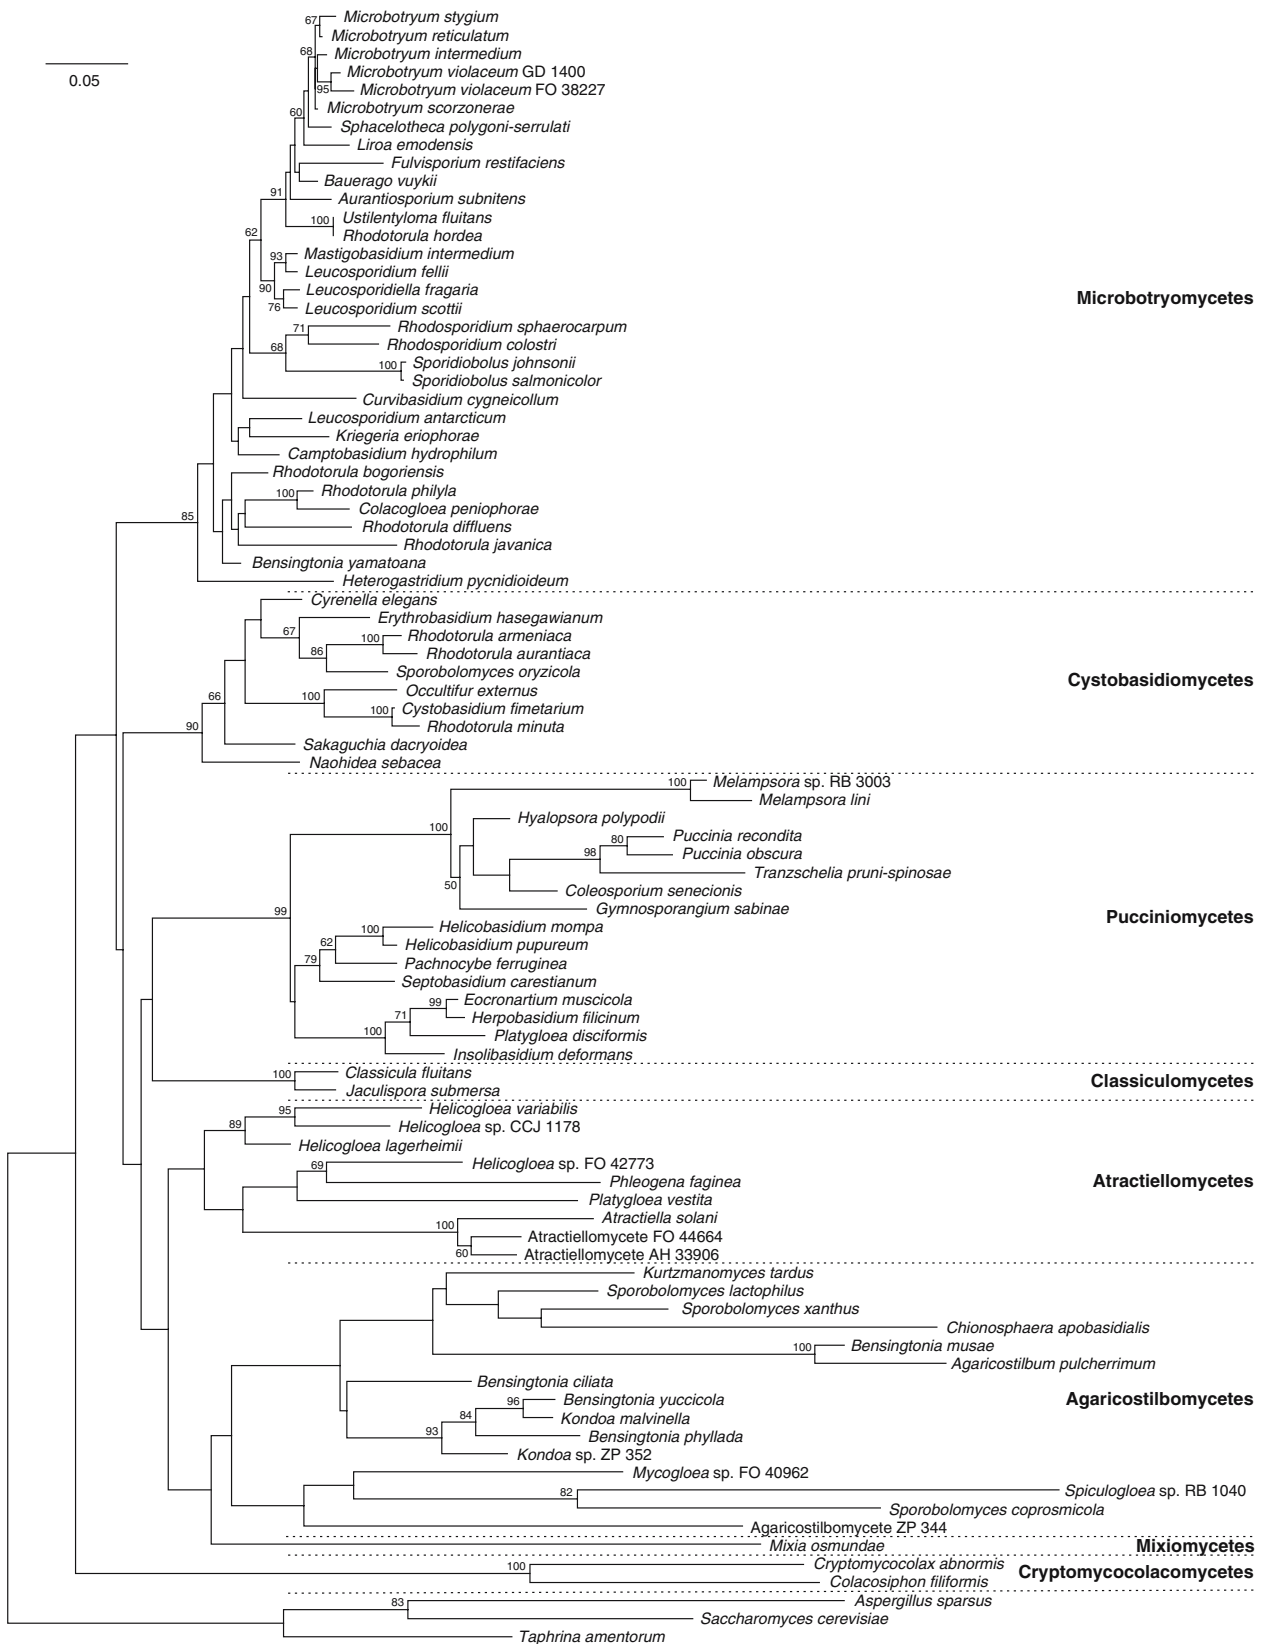 67
Microbotryum stygium
Microbotryum reticulatum
68
Microbotryum intermedium
0.05
Microbotryum violaceum GD 1400
95
Microbotryum violaceum FO 38227
Microbotryum scorzonerae
60
Sphacelotheca polygoni-serrulati
Liroa emodensis
Fulvisporium restifaciens
Bauerago vuykii
91
Aurantiosporium subnitens
100
Ustilentyloma fluitans
Rhodotorula hordea
62
Mastigobasidium intermedium
93
Leucosporidium fellii
90
Leucosporidiella fragaria
Microbotryomycetes
76
Leucosporidium scottii
71
Rhodosporidium sphaerocarpum
68
Rhodosporidium colostri
100
Sporidiobolus johnsonii
Sporidiobolus salmonicolor
Curvibasidium cygneicollum
Leucosporidium antarcticum
Kriegeria eriophorae
Camptobasidium hydrophilum
Rhodotorula bogoriensis
100
Rhodotorula philyla
Colacogloea peniophorae
85
Rhodotorula diffluens
Rhodotorula javanica
Bensingtonia yamatoana
Heterogastridium pycnidioideum
Cyrenella elegans
Erythrobasidium hasegawianum
67
100
Rhodotorula armeniaca
86
Rhodotorula aurantiaca
Sporobolomyces oryzicola
Cystobasidiomycetes
66
100
Occultifur externus
100
Cystobasidium fimetarium
90
Rhodotorula minuta
Sakaguchia dacryoidea
Naohidea sebacea
100
Melampsora sp. RB 3003
Melampsora lini
100
Hyalopsora polypodii
80
Puccinia recondita
98
Puccinia obscura
Tranzschelia pruni-spinosae
50
Coleosporium senecionis
99
Gymnosporangium sabinae
Pucciniomycetes
100
Helicobasidium mompa
62
Helicobasidium pupureum
79
Pachnocybe ferruginea
Septobasidium carestianum
99
Eocronartium muscicola
71
Herpobasidium filicinum
100
Platygloea disciformis
Insolibasidium deformans
100
Classicula fluitans
Classiculomycetes
Jaculispora submersa
95
Helicogloea variabilis
89
Helicogloea sp. CCJ 1178
Helicogloea lagerheimii
69
Helicogloea sp. FO 42773
Phleogena faginea
Atractiellomycetes
Platygloea vestita
100
Atractiella solani
Atractiellomycete FO 44664
60
Atractiellomycete AH 33906
Kurtzmanomyces tardus
Sporobolomyces lactophilus
Sporobolomyces xanthus
Chionosphaera apobasidialis
100
Bensingtonia musae
Agaricostilbum pulcherrimum
Bensingtonia ciliata
96
Bensingtonia yuccicola
Agaricostilbomycetes
84
Kondoa malvinella
93
Bensingtonia phyllada
Kondoa sp. ZP 352
Mycogloea sp. FO 40962
82
Spiculogloea sp. RB 1040
Sporobolomyces coprosmicola
Agaricostilbomycete ZP 344
Mixia osmundae
Mixiomycetes
100
Cryptomycocolax abnormis
Cryptomycocolacomycetes
Colacosiphon filiformis
83
Aspergillus sparsus
Saccharomyces cerevisiae
Taphrina amentorum